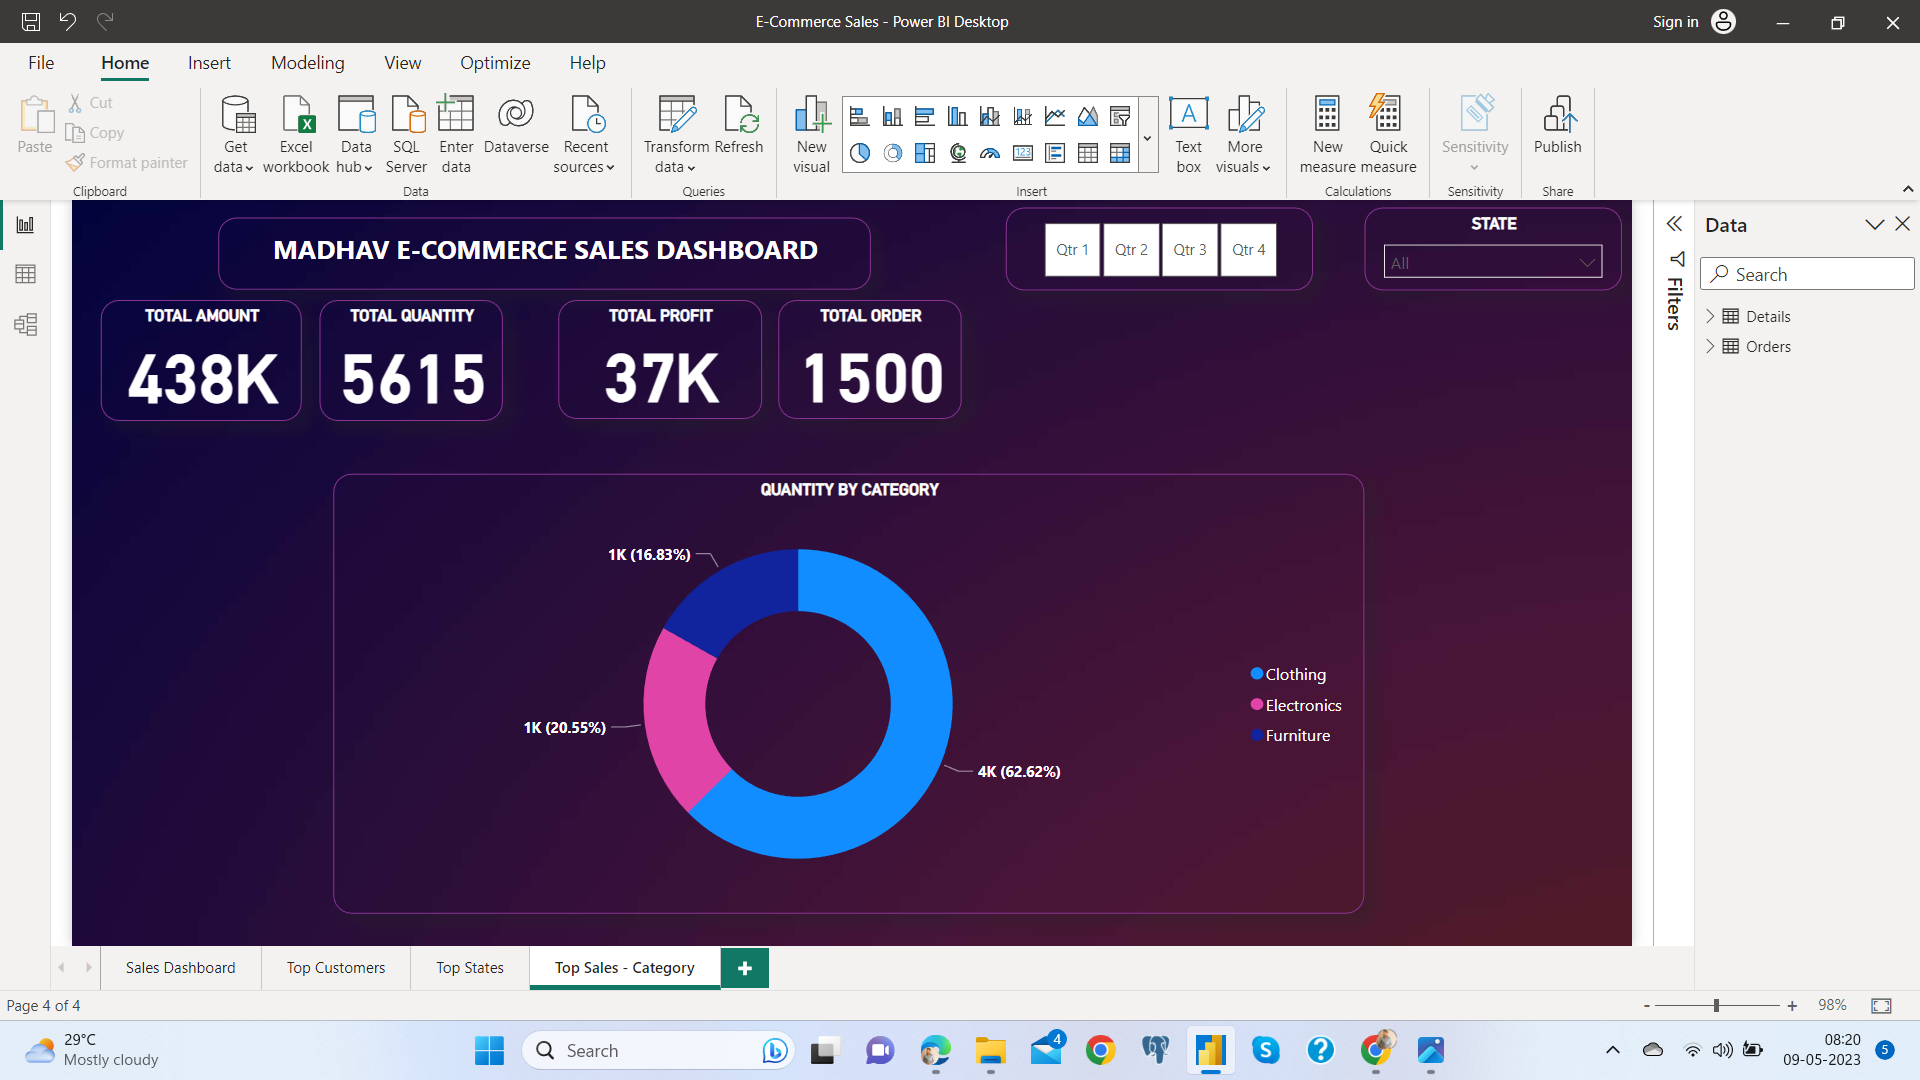 E-Commerce Sales - Power BI Desktop
Sign in
File Home Insert Modeling View Optimize Help
Paste
Cut
Copy
Format painter
Clipboard
Get data
Excel workbook
Data hub
SQL Server
Enter data
Dataverse
Recent sources
Data
Transform data
Refresh
Queries
New visual
123
A
Text box
More visuals
Insert
New measure
Quick measure
Calculations
Sensitivity
Sensitivity
Publish
Share
MADHAV E-COMMERCE SALES DASHBOARD
Qtr 1 Qtr 2 Qtr 3 Qtr 4
STATE
All
TOTAL AMOUNT
438K
TOTAL QUANTITY
5615
TOTAL PROFIT
37K
TOTAL ORDER
1500
QUANTITY BY CATEGORY
1K (16.83%)
1K (20.55%)
4K (62.62%)
Clothing
Electronics
Furniture
Filters
Data
Search
Details
Orders
Sales Dashboard Top Customers Top States Top Sales - Category +
Page 4 of 4
- + 98%
29°C
Mostly cloudy
Search
4
08:20
09-05-2023
5